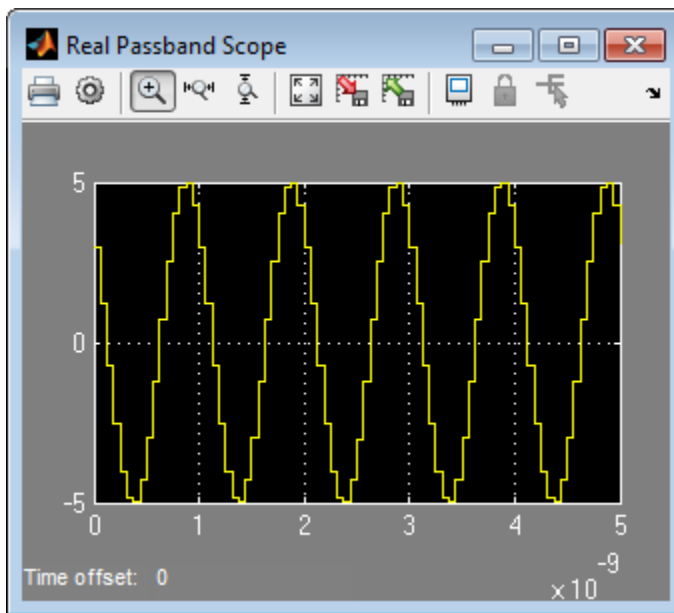 Real Passband Scope
5
0
-5
0 1 2 3 4 5
Time offset: 0
x 10 -9